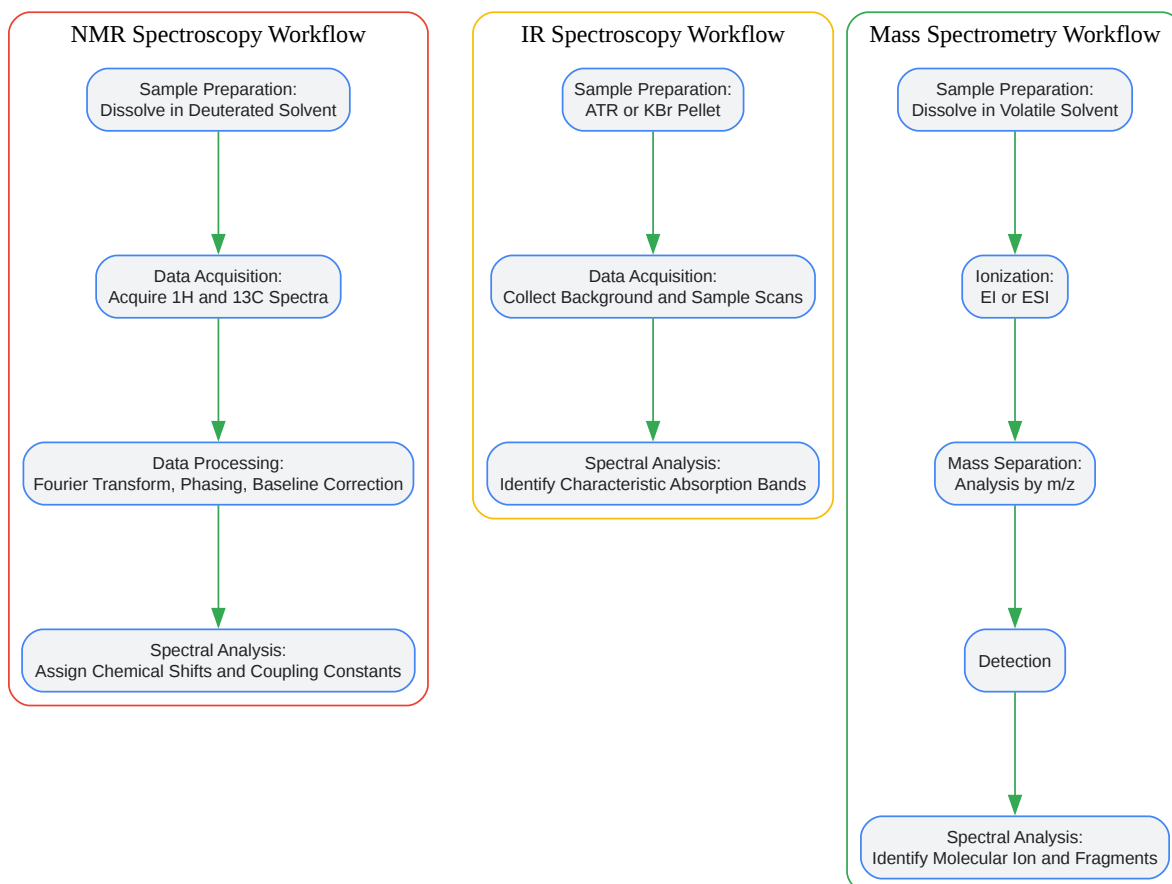 NMR Spectroscopy Workflow
Sample Preparation:
Dissolve in Deuterated Solvent
Data Acquisition:
Acquire 1H and 13C Spectra
Data Processing:
Fourier Transform, Phasing, Baseline Correction
Spectral Analysis:
Assign Chemical Shifts and Coupling Constants
IR Spectroscopy Workflow
Sample Preparation:
ATR or KBr Pellet
Data Acquisition:
Collect Background and Sample Scans
Spectral Analysis:
Identify Characteristic Absorption Bands
Mass Spectrometry Workflow
Sample Preparation:
Dissolve in Volatile Solvent
Ionization:
EI or ESI
Mass Separation:
Analysis by m/z
Detection
Spectral Analysis:
Identify Molecular Ion and Fragments